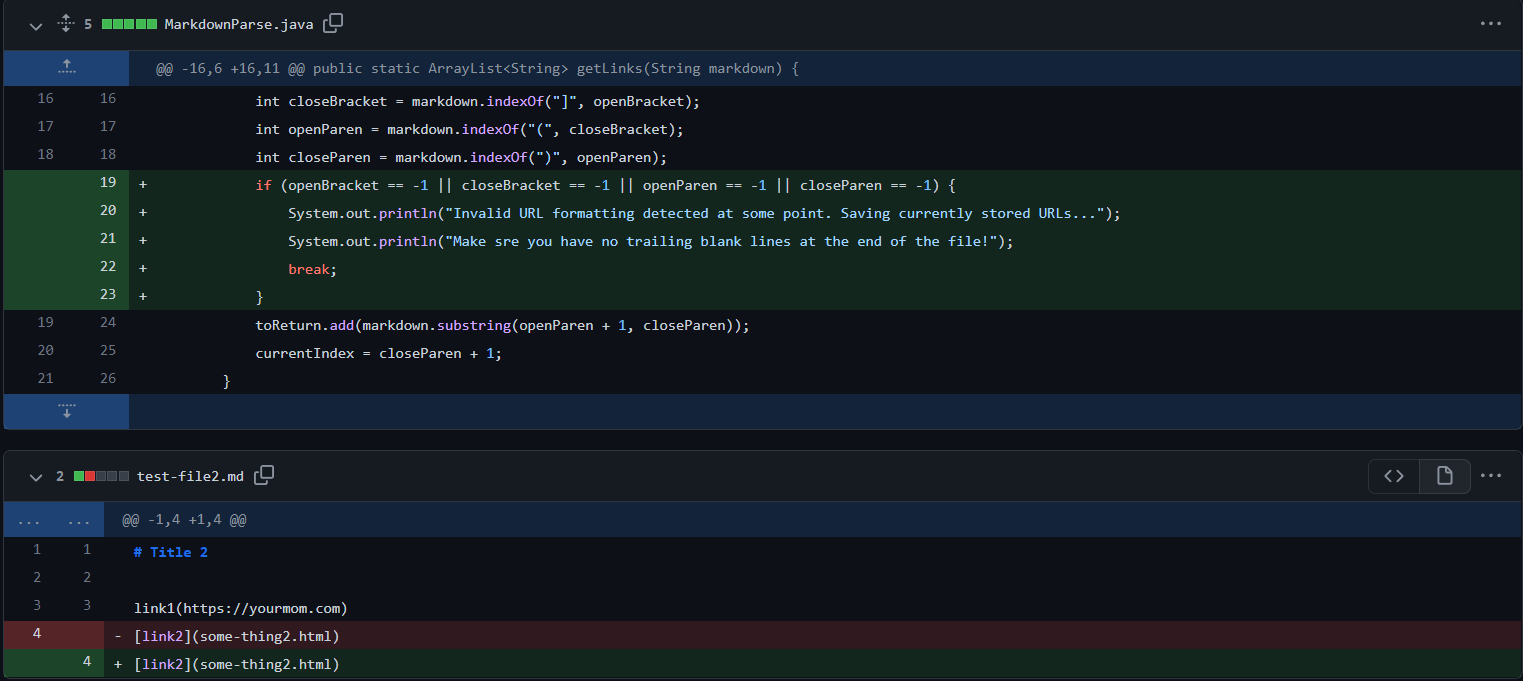 5 MarkdownParse.java
@@ -16,6 +16,11 @@ public static ArrayList<String> getLinks(String markdown) {
16 16 int closeBracket = markdown.indexOf("]", openBracket);
17 17 int openParen = markdown.indexOf("(", closeBracket);
18 18 int closeParen = markdown.indexOf(")", openParen);
19 + if (openBracket == -1 || closeBracket == -1 || openParen == -1 || closeParen == -1) {
20 + System.out.println("Invalid URL formatting detected at some point. Saving currently stored URLs...");
21 + System.out.println("Make sre you have no trailing blank lines at the end of the file!");
22 + break;
23 + }
19 24 toReturn.add(markdown.substring(openParen + 1, closeParen));
20 25 currentIndex = closeParen + 1;
21 26 }
2 test-file2.md
... ... @@ -1,4 +1,4 @@
1 1 # Title 2
2 2
3 3 link1(https://yourmom.com)
4 - [link2](some-thing2.html)
4 + [link2](some-thing2.html)